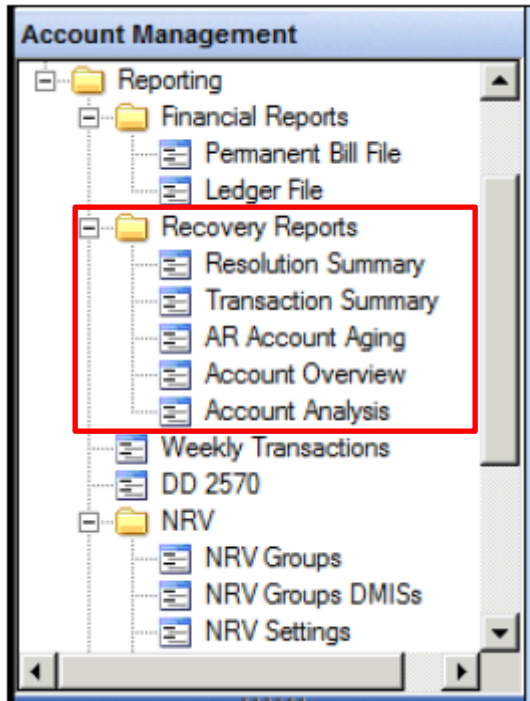 Account Management
Reporting
Financial Reports
Permanent Bill File
Ledger File
Recovery Reports
Resolution Summary
Transaction Summary
AR Account Aging
Account Overview
Account Analysis
Weekly Transactions
DD 2570
NRV
NRV Groups
NRV Groups DMISs
NRV Settings